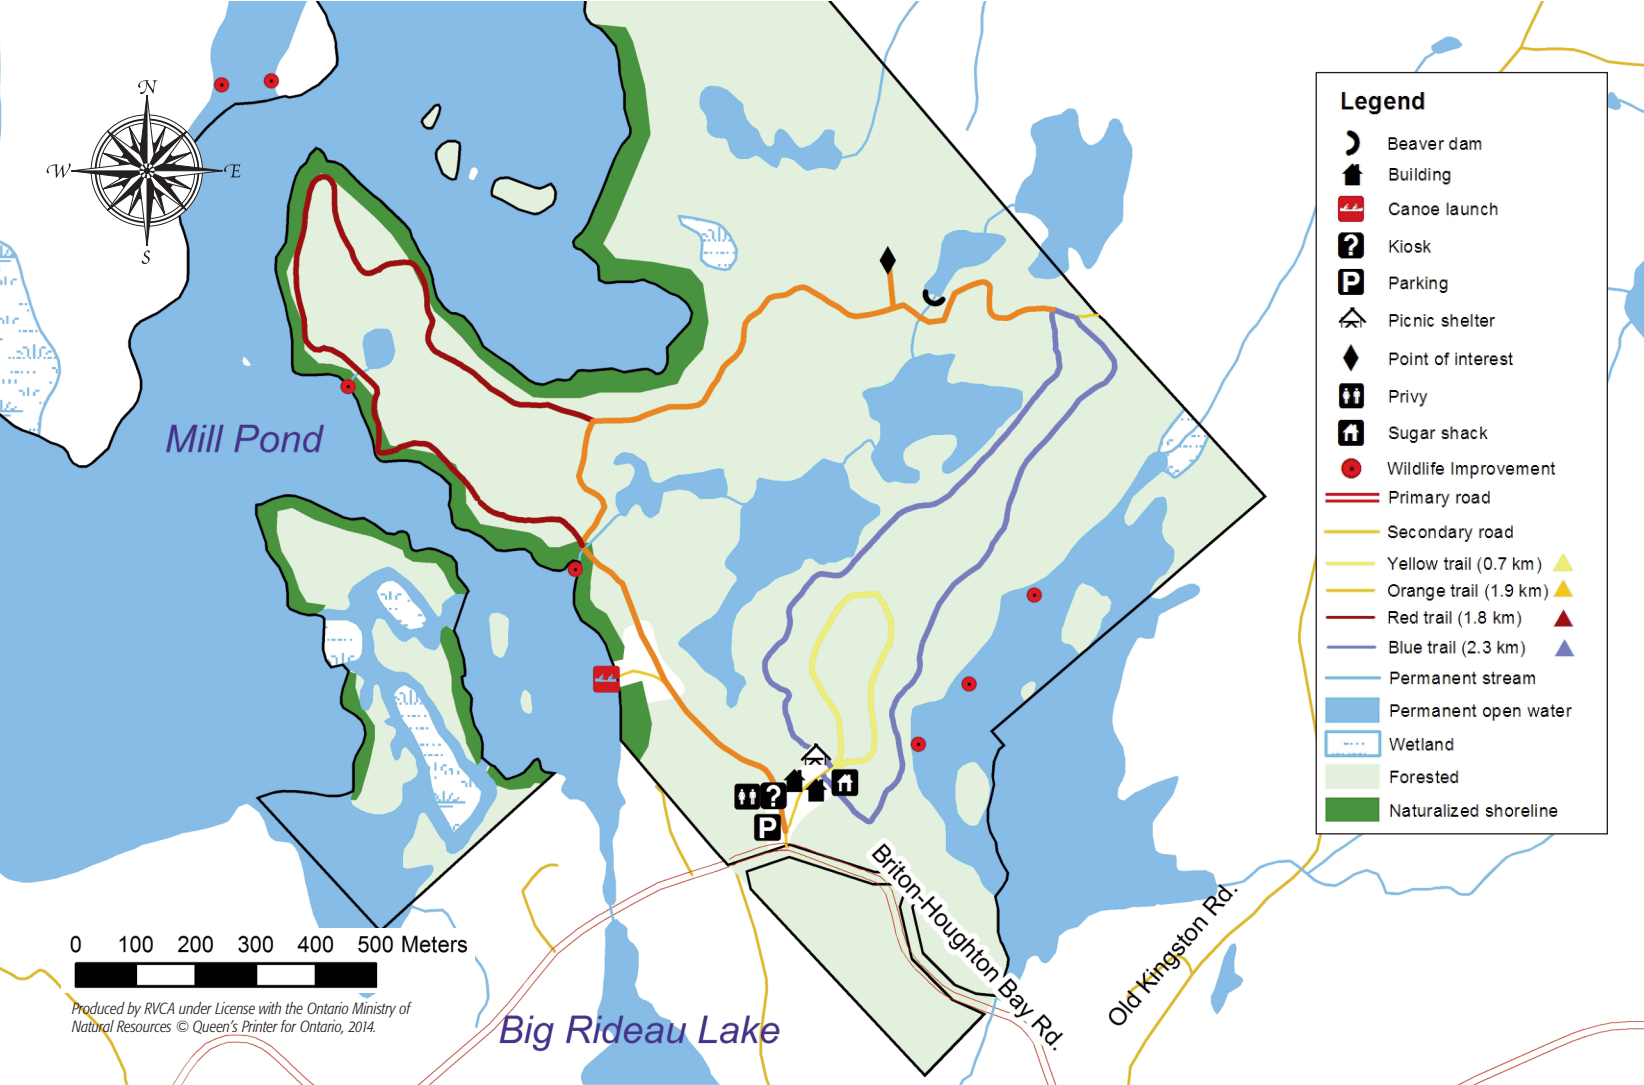 N
W
E
S
Mill Pond
Legend
Beaver dam
Building
Canoe launch
? Kiosk
P Parking
Picnic shelter
Point of interest
Privy
Sugar shack
Wildlife Improvement
Primary road
Secondary road
Yellow trail (0.7 km)
Orange trail (1.9 km)
Red trail (1.8 km)
Blue trail (2.3 km)
Permanent stream
Permanent open water
Wetland
Forested
Naturalized shoreline
?
P
Briton-Houghton Bay Rd.
Old Kingston Rd.
0 100 200 300 400 500 Meters
Produced by RVCA under License with the Ontario Ministry of
Natural Resources © Queen's Printer for Ontario, 2014.
Big Rideau Lake